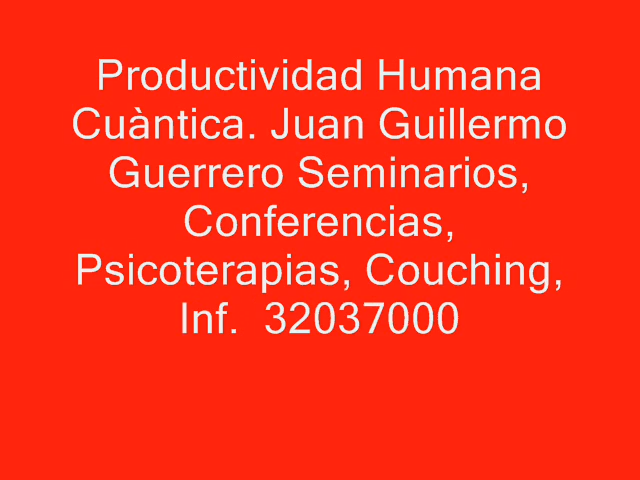 Productividad Humana
Cuàntica. Juan Guillermo
Guerrero Seminarios,
Conferencias,
Psicoterapias, Couching,
Inf.  32037000